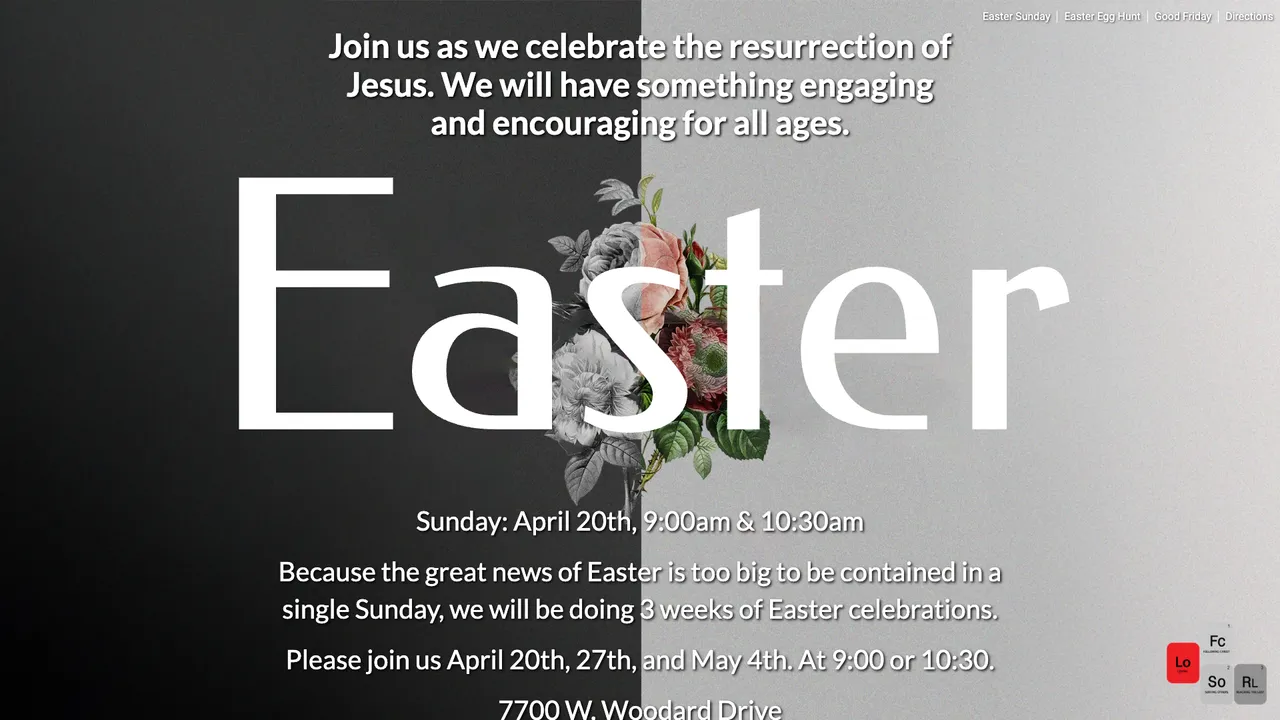 Easter Sunday | Easter Egg Hunt | Good Friday | Directions
Join us as we celebrate the resurrection of
Jesus. We will have something engaging
and encouraging for all ages.
Easter
Sunday: April 20th, 9:00am & 10:30am
Because the great news of Easter is too big to be contained in a
single Sunday, we will be doing 3 weeks of Easter celebrations.
Please join us April 20th, 27th, and May 4th. At 9:00 or 10:30.
7700 W. Woodard Drive
Fc
Lo
So
RL